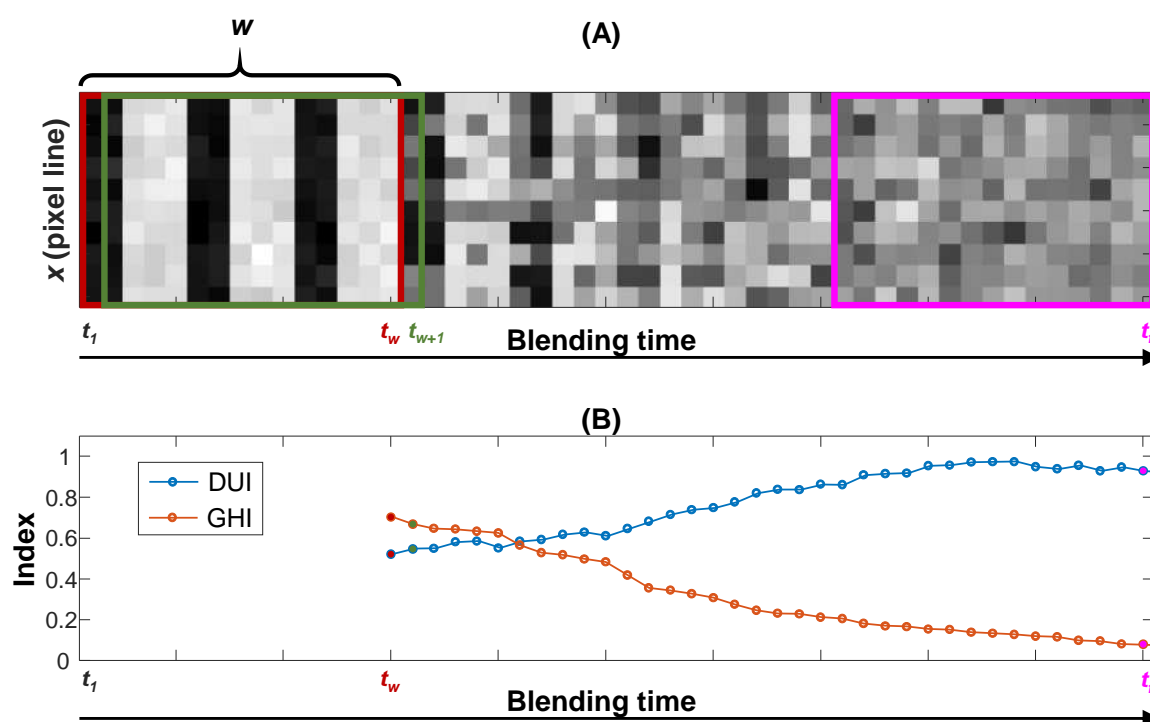 w
(A)
x (pixel line)
t1 tw tw+1
Blending time
(B)
Index
1
0.8
0.6
0.4
0.2
0
DUI
GHI
t1 tw
Blending time